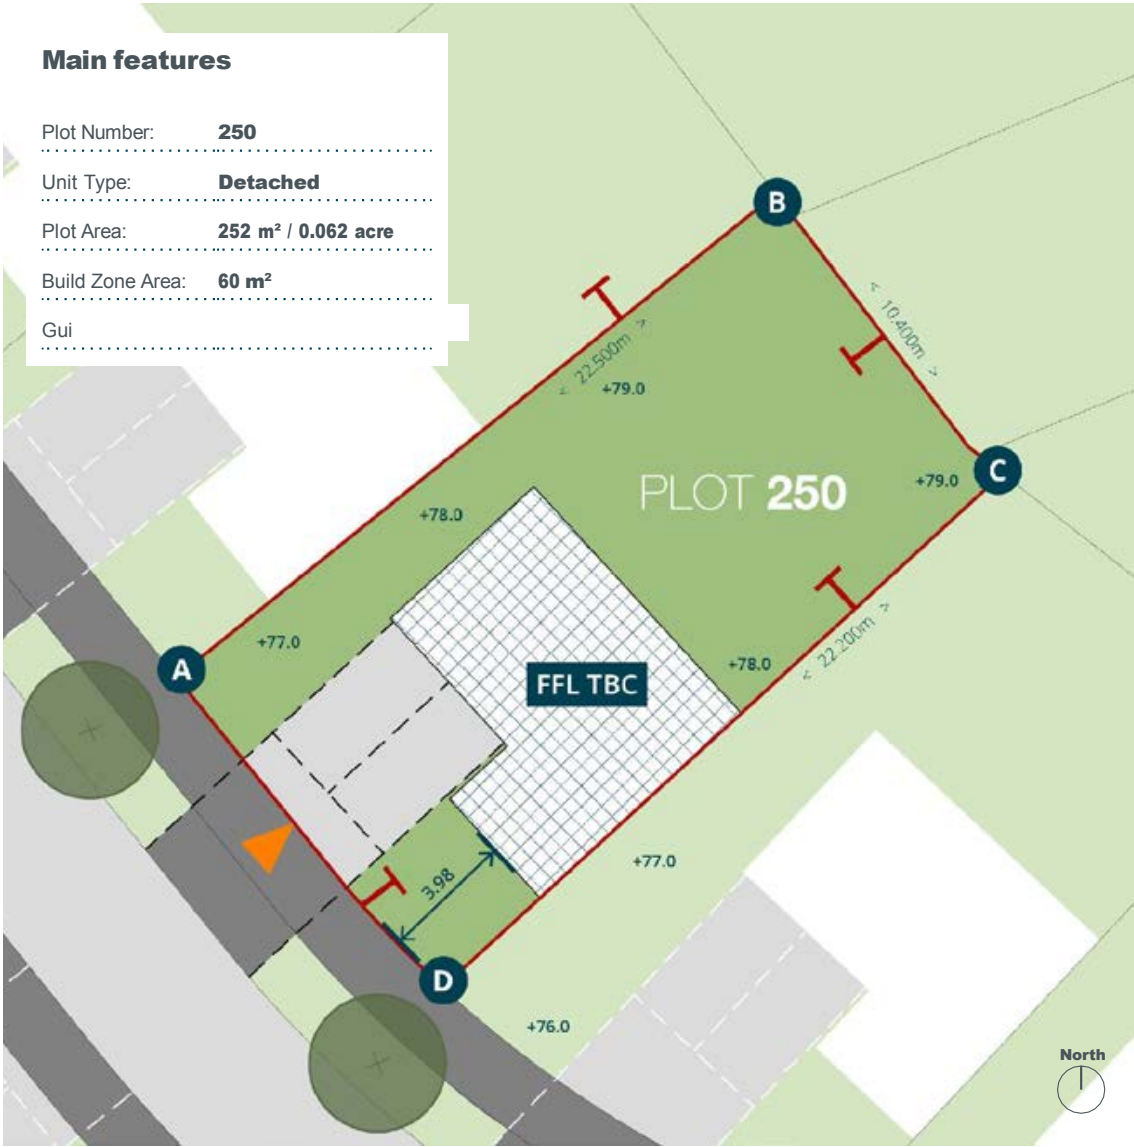 Main features
Plot Number: 250
Unit Type: Detached
Plot Area: 252 m² / 0.062 acre
Build Zone Area: 60 m²
Gui
B
< 10.400m >
< 22.500m >
+79.0
PLOT 250
+79.0
C
+78.0
+77.0
A
FFL TBC
+78.0
< 22.200m >
+77.0
3.98
D
+76.0
North